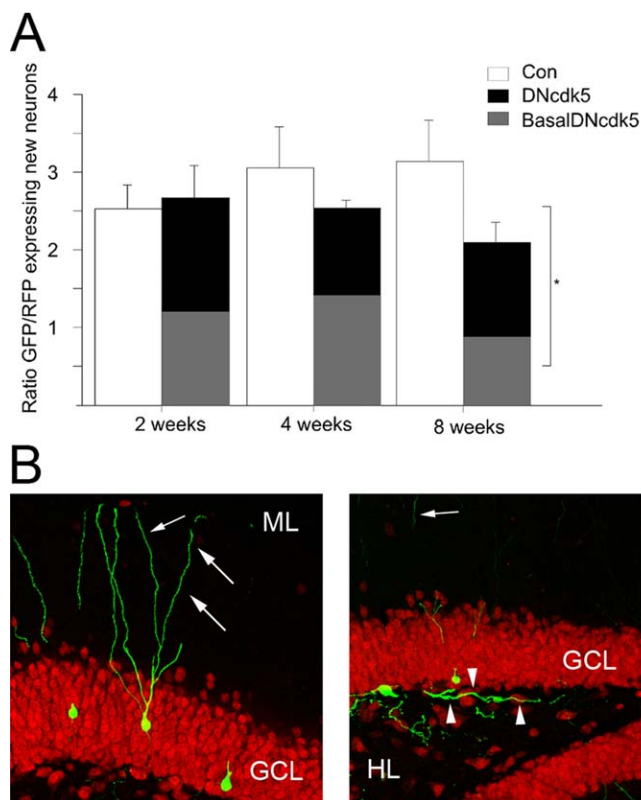 A
Con
DNcdk5
BasalDNcdk5
Ratio GFP/RFP expressing new neurons
4
3
2
1
*
2 weeks
4 weeks
8 weeks
B
ML
GCL
GCL
HL